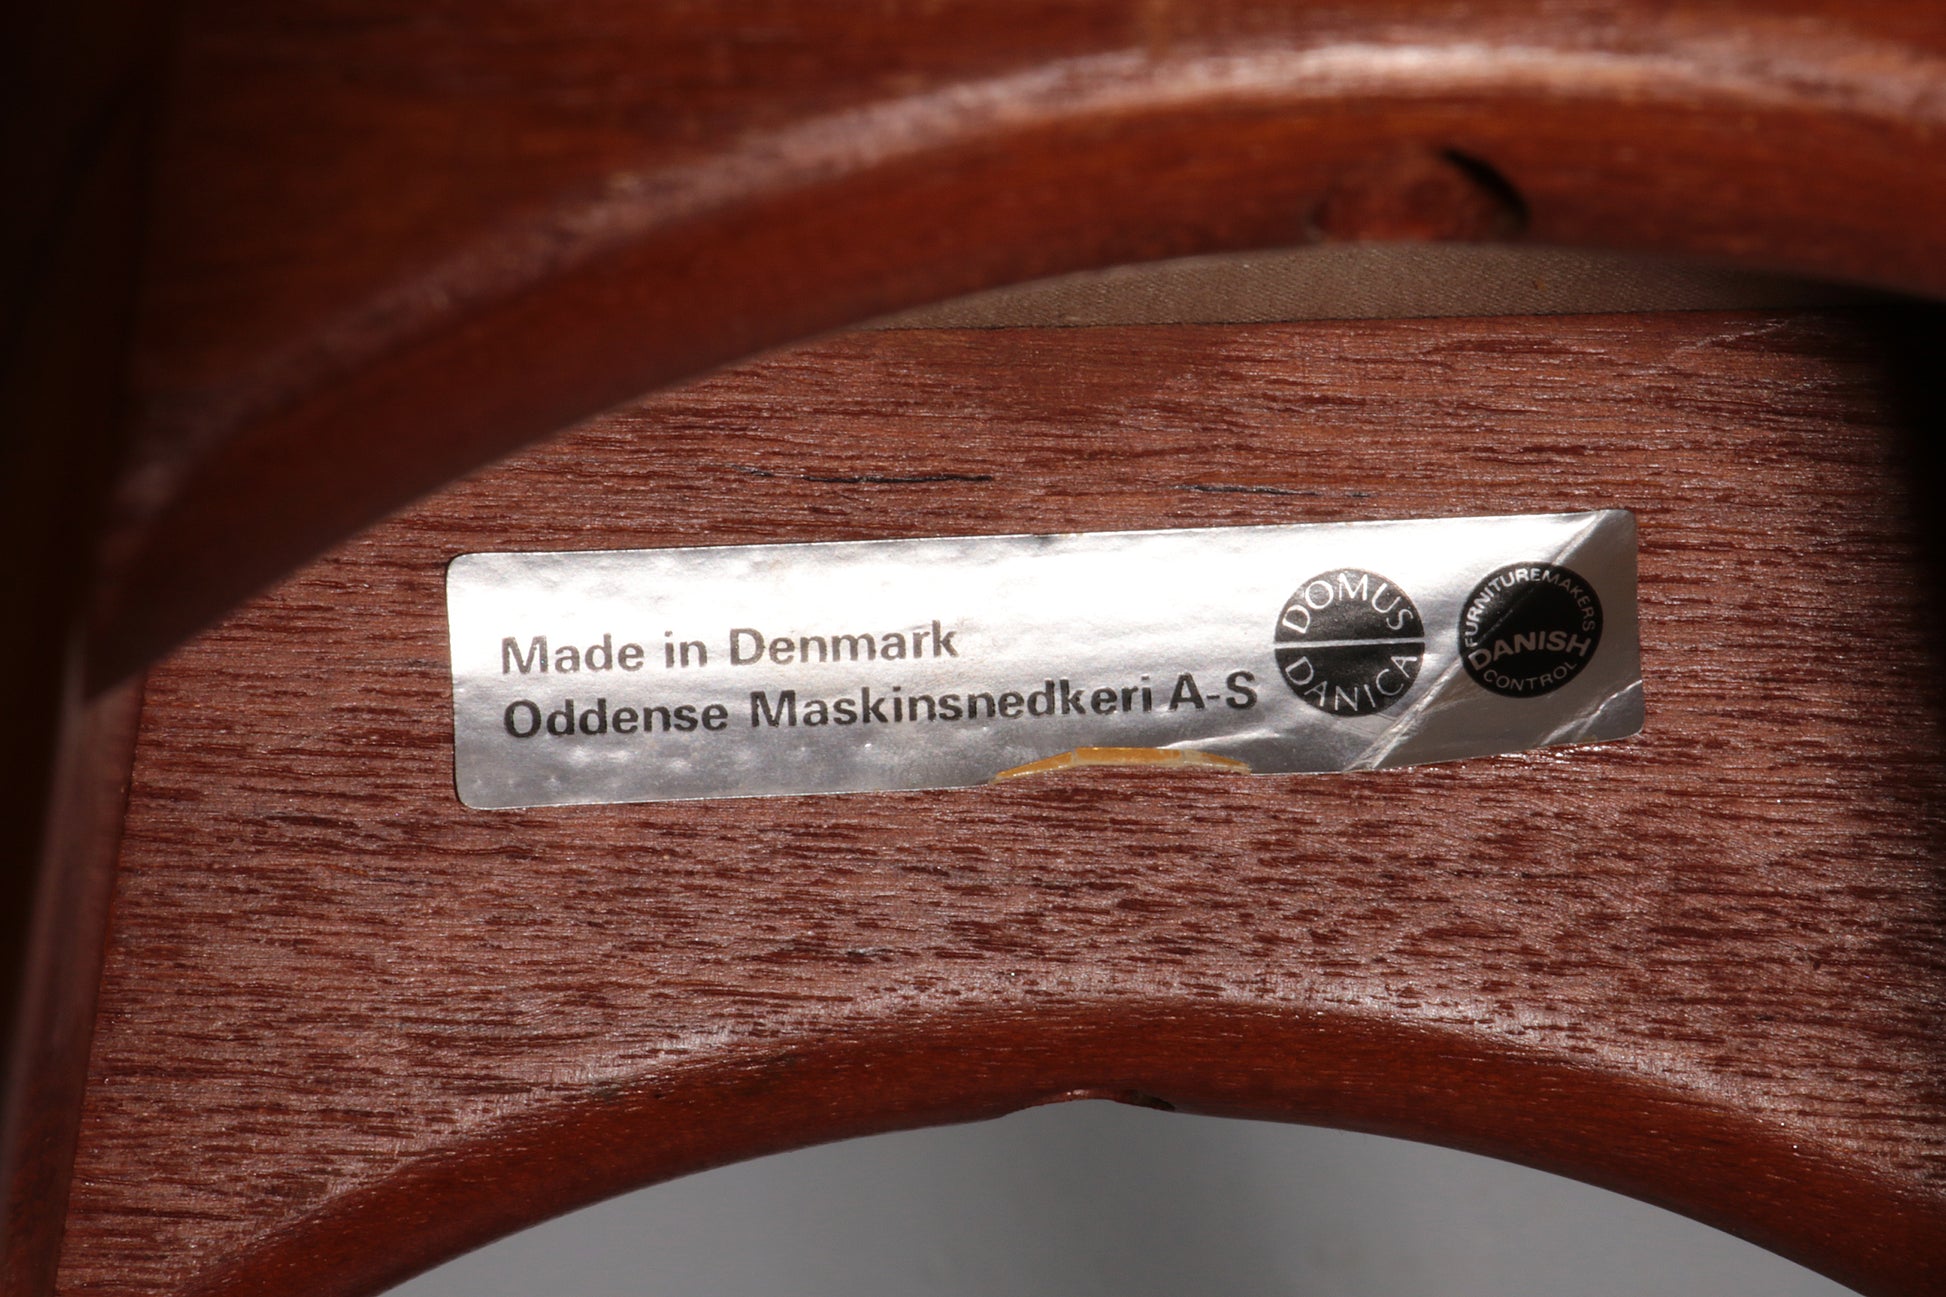 Made in Denmark
Oddense Maskinsnedkeri A-S
DOMUS
DANICA
FURNITUREMAKERS
DANISH
CONTROL